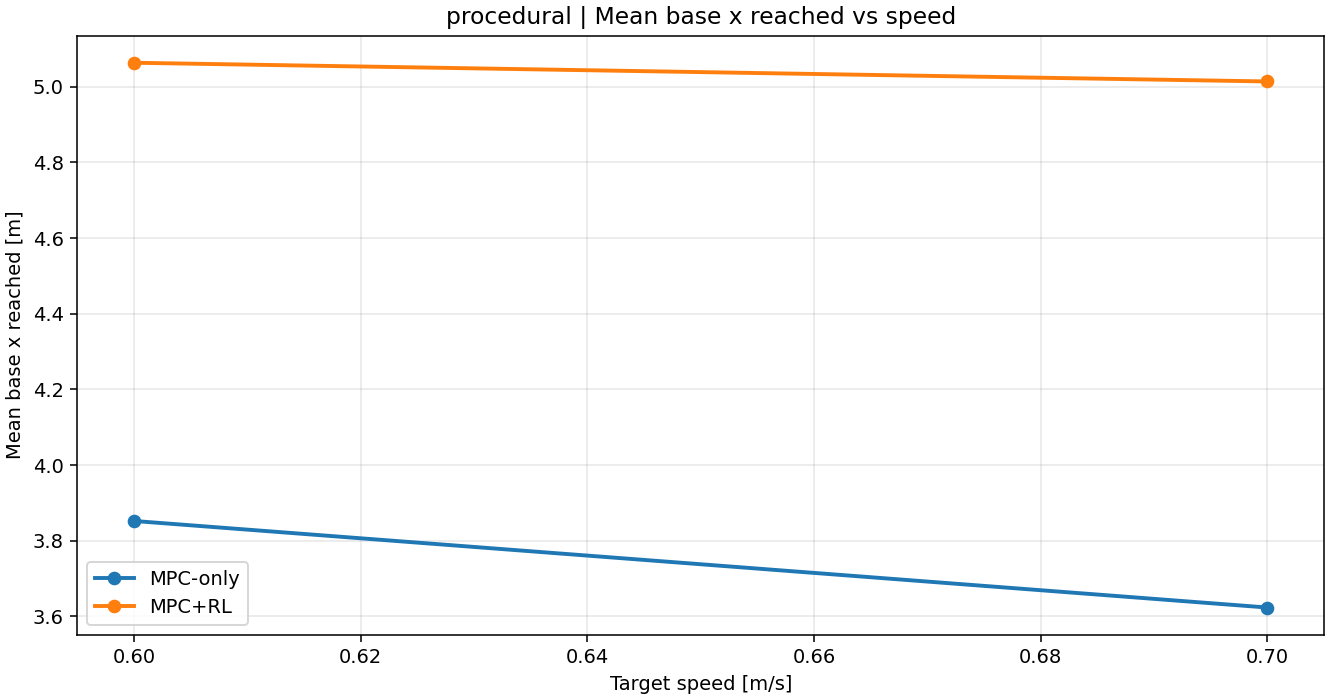 procedural | Mean base x reached vs speed
Mean base x reached [m]
5.0
4.8
4.6
4.4
4.2
4.0
3.8
3.6
MPC-only
MPC+RL
0.60
0.62
0.64
0.66
0.68
0.70
Target speed [m/s]